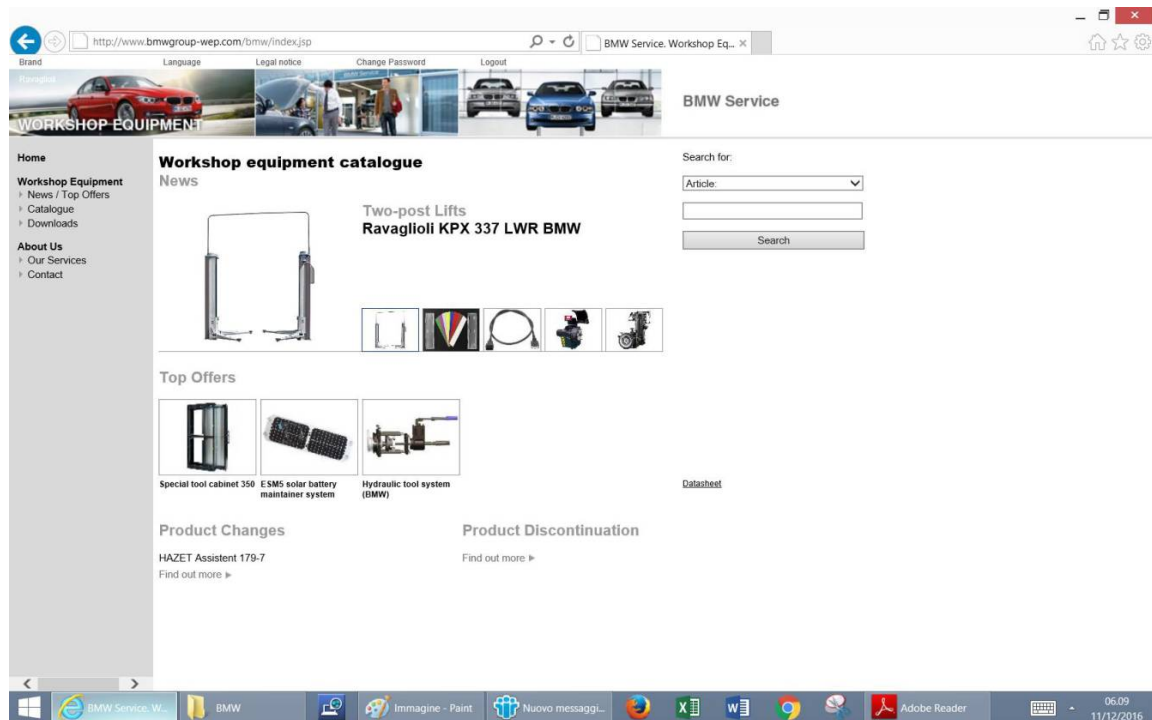 http://www.bmwgroup-wep.com/bmw/index.jsp
BMW Service. Workshop Eq...
Brand
Language
Legal notice
Change Password
Logout
Ravaglioli
BMW Service
WORKSHOP EQUIPMENT
BMW Service
Home
Workshop Equipment
News / Top Offers
Catalogue
Downloads
About Us
Our Services
Contact
Workshop equipment catalogue
News
Two-post Lifts
Ravaglioli KPX 337 LWR BMW
Search for:
Article:
Search
Top Offers
Special tool cabinet 350
ESM5 solar battery
maintainer system
Hydraulic tool system
(BMW)
Datasheet
Product Changes
HAZET Assistent 179-7
Find out more
Product Discontinuation
Find out more
BMW Service. W...
BMW
Immagine - Paint
Nuovo messaggi...
Adobe Reader
06.09
11/12/2016